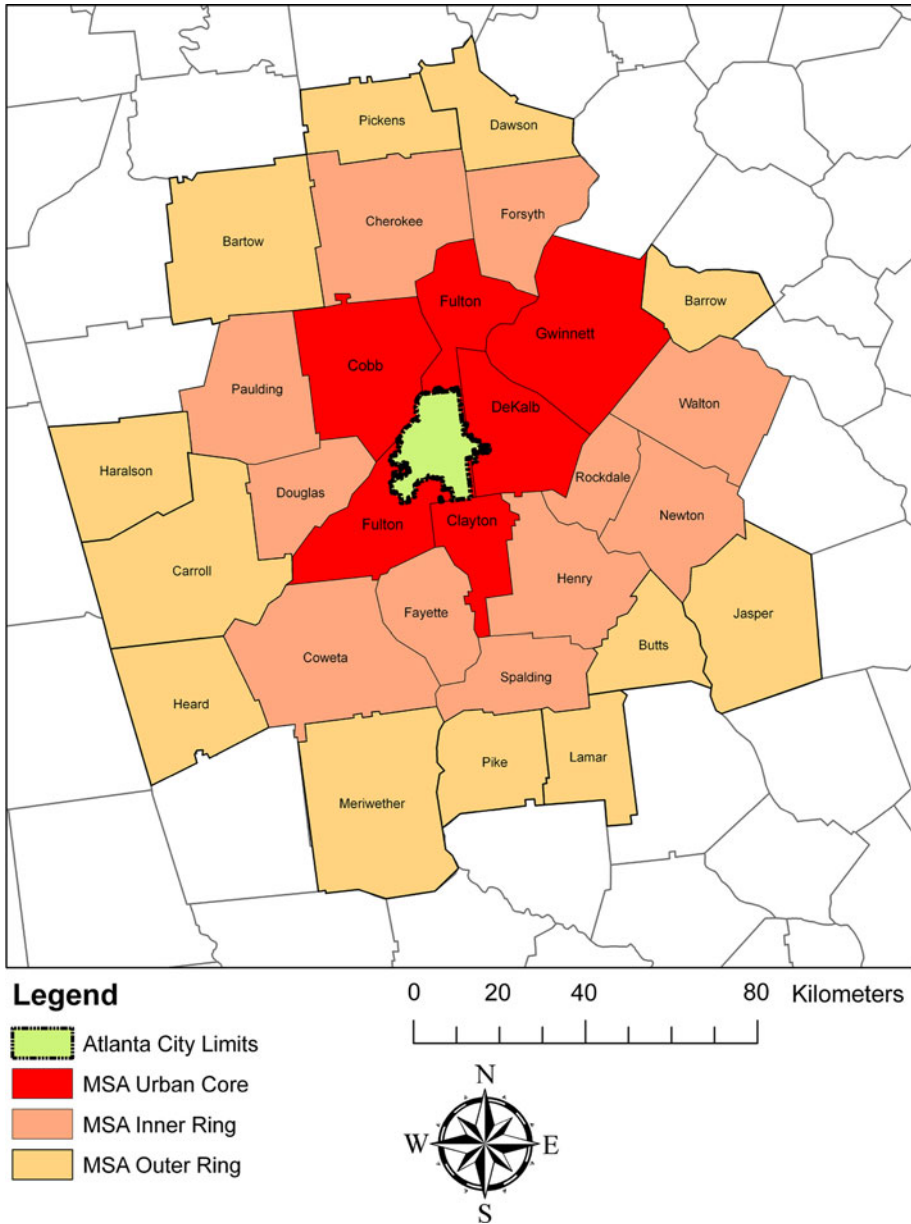 Pickens
Dawson
Cherokee
Forsyth
Bartow
Fulton
Barrow
Gwinnett
Cobb
Paulding
DeKalb
Walton
Haralson
Douglas
Rockdale
Newton
Fulton
Clayton
Carroll
Henry
Fayette
Jasper
Butts
Coweta
Spalding
Heard
Pike
Lamar
Meriwether
Legend
0 20 40 80 Kilometers
Atlanta City Limits
MSA Urban Core
MSA Inner Ring
MSA Outer Ring
N
W E
S